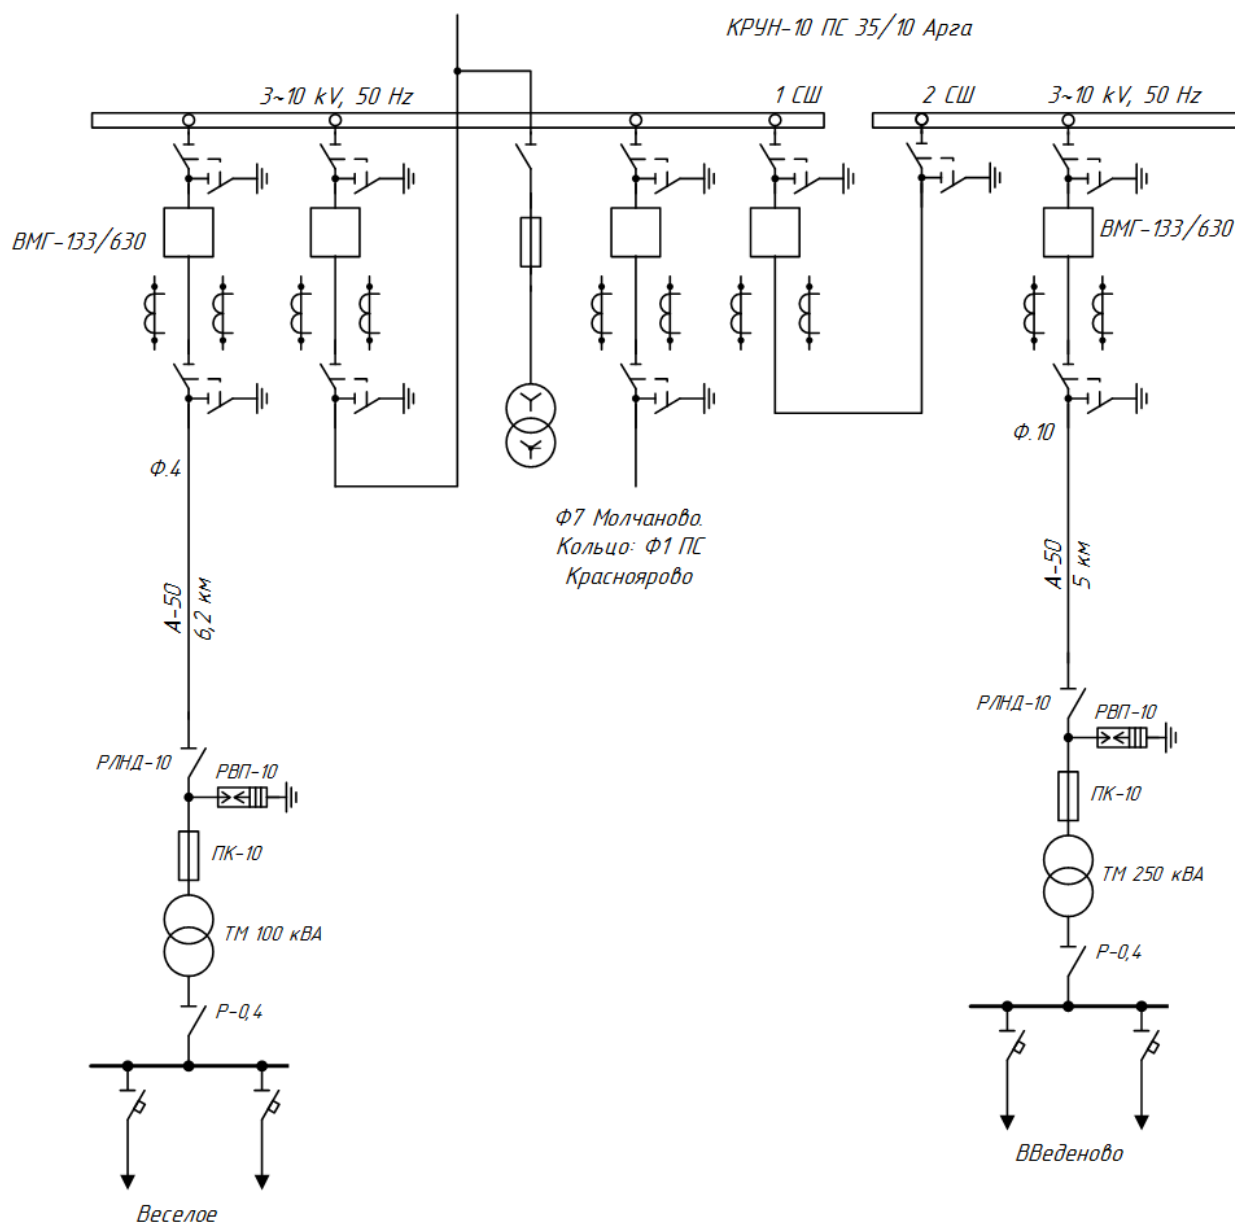 КРУН-10 ПС 35/10 Арга
3~10 kV, 50 Hz
1 СШ
2 СШ
3~10 kV, 50 Hz
ВМГ-133/630
ВМГ-133/630
Ф.4
Ф.10
Ф7 Молчаново.
Кольцо: Ф1 ПС
Красноярово
А-50
6,2 км
А-50
5 км
РЛНД-10
РВП-10
РЛНД-10
РВП-10
ПК-10
ПК-10
ТМ 250 кВА
ТМ 100 кВА
Р-0,4
Р-0,4
ВВеденово
Веселое